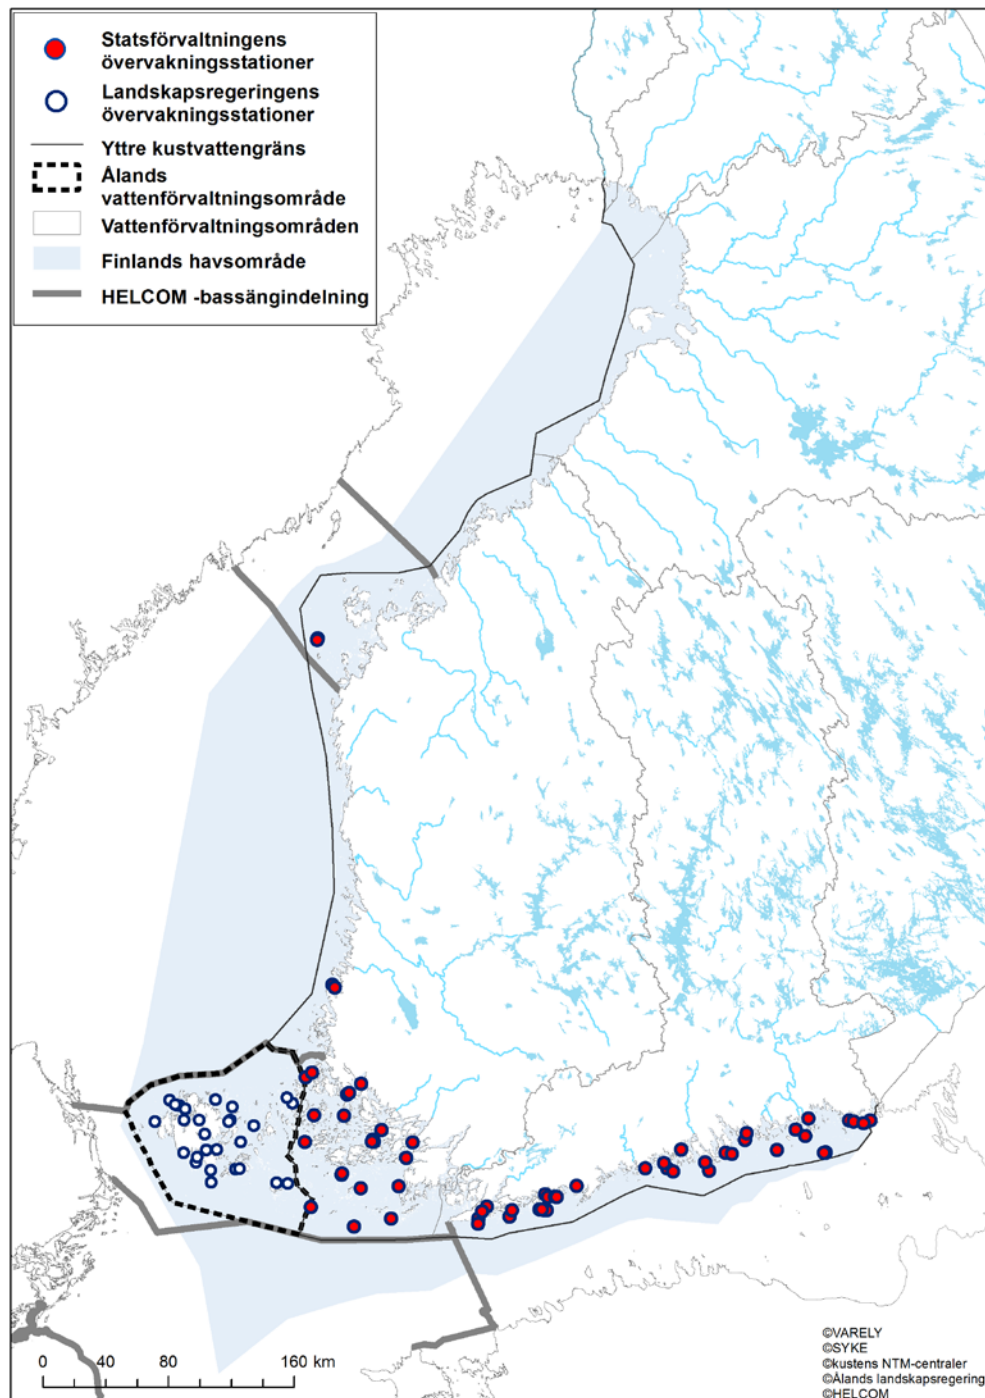 Statsförvaltningens
övervakningsstationer
Landskapsregeringens
övervakningsstationer
Yttre kustvattengräns
Ålands
vattenförvaltningsområde
Vattenförvaltningsområden
Finlands havsområde
HELCOM -bassängindelning
0 40 80 160 km
©VARELY
©SYKE
©kustens NTM-centraler
©Ålands landskapsregering
©HELCOM